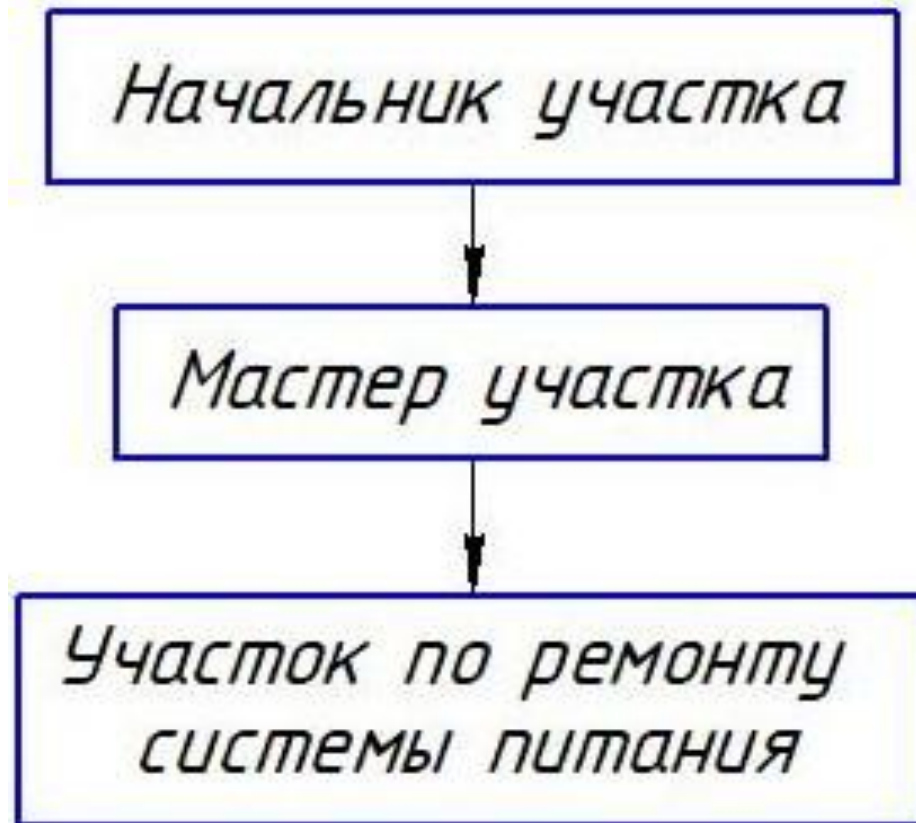 Начальник участка
Мастер участка
Участок по ремонту
системы питания